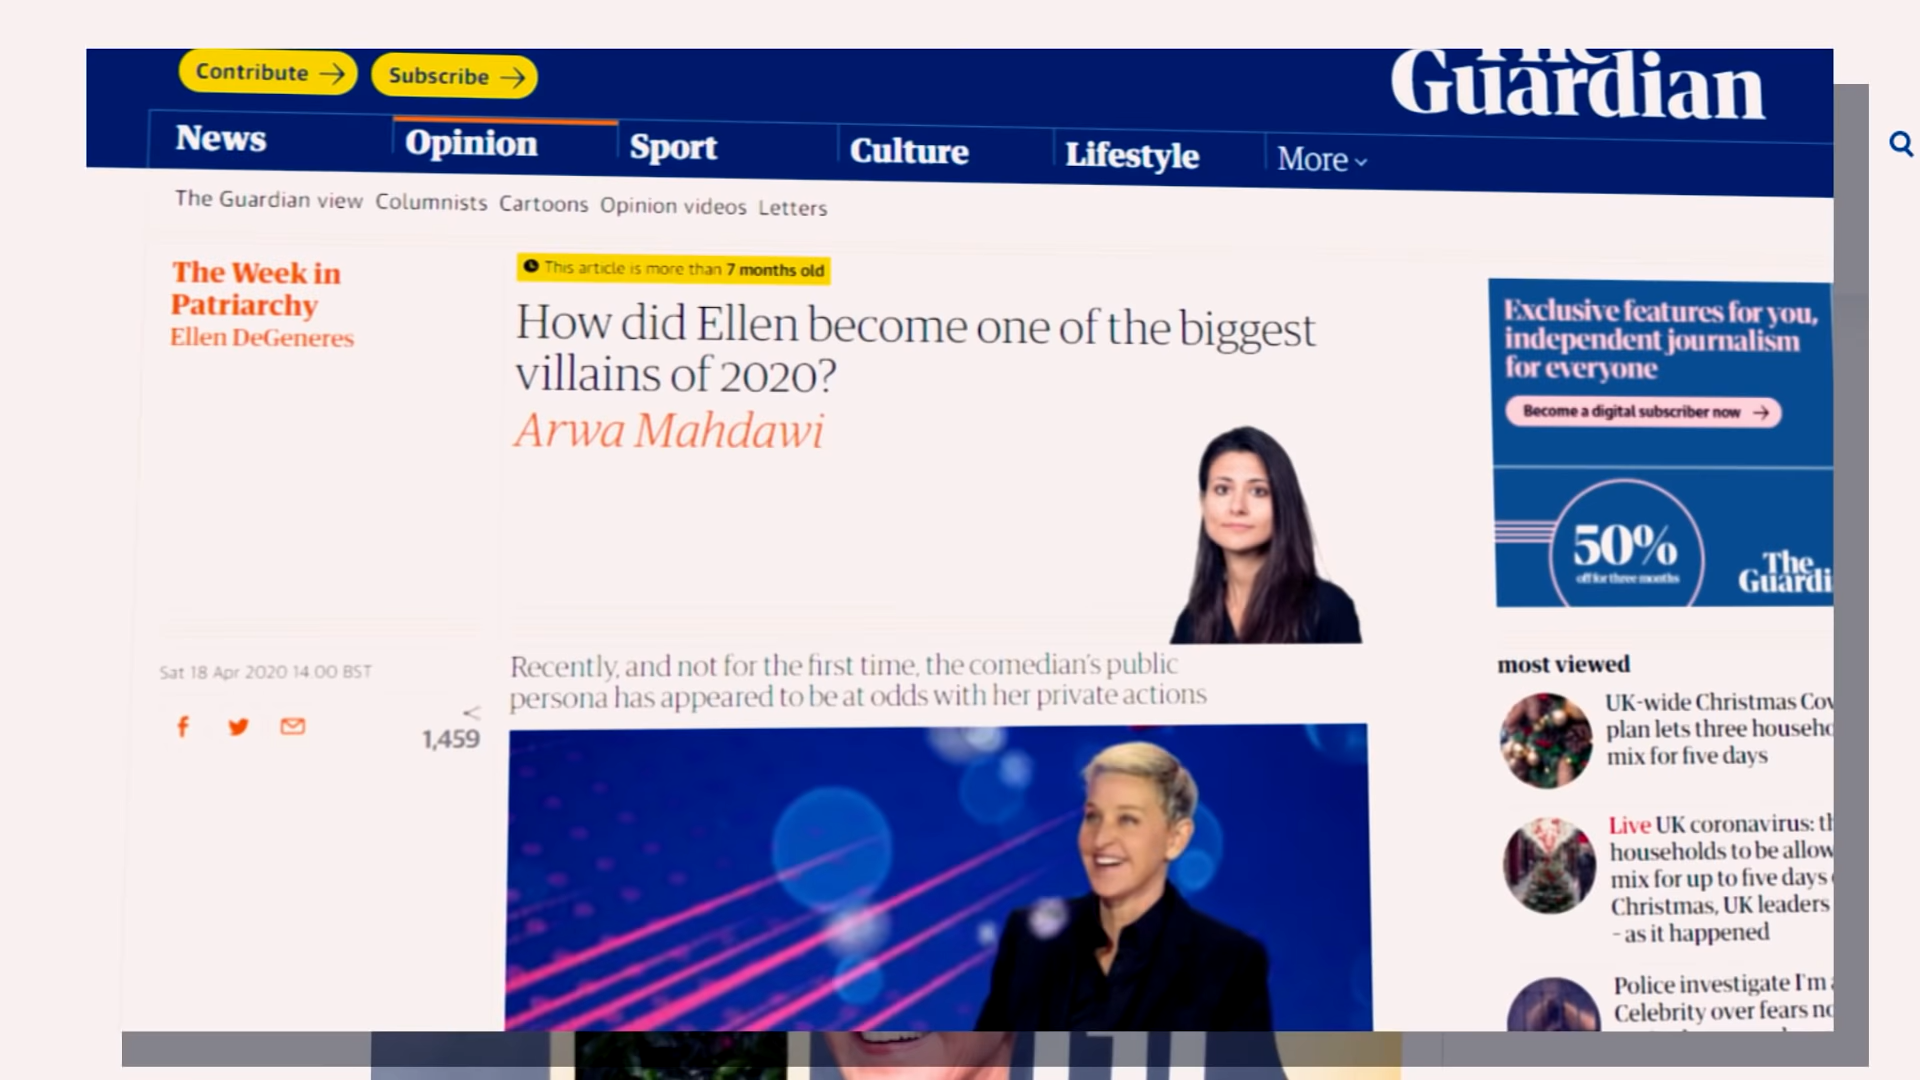 Contribute
Subscribe
The
Guardian
News
Opinion
Sport
Culture
Lifestyle
More
The Guardian view Columnists Cartoons Opinion videos Letters
The Week in
Patriarchy
Ellen DeGeneres
This article is more than 7 months old
How did Ellen become one of the biggest
villains of 2020?
Arwa Mahdawi
Sat 18 Apr 2020 14.00 BST
1,459
Recently, and not for the first time, the comedian's public
persona has appeared to be at odds with her private actions
Exclusive features for you,
independent journalism
for everyone
Become a digital subscriber now
50%
off for three months
The
Guardi
most viewed
UK-wide Christmas Cov
plan lets three househo
mix for five days
Live UK coronavirus: th
households to be allow
mix for up to five days
Christmas, UK leaders
- as it happened
Police investigate I'm
Celebrity over fears no